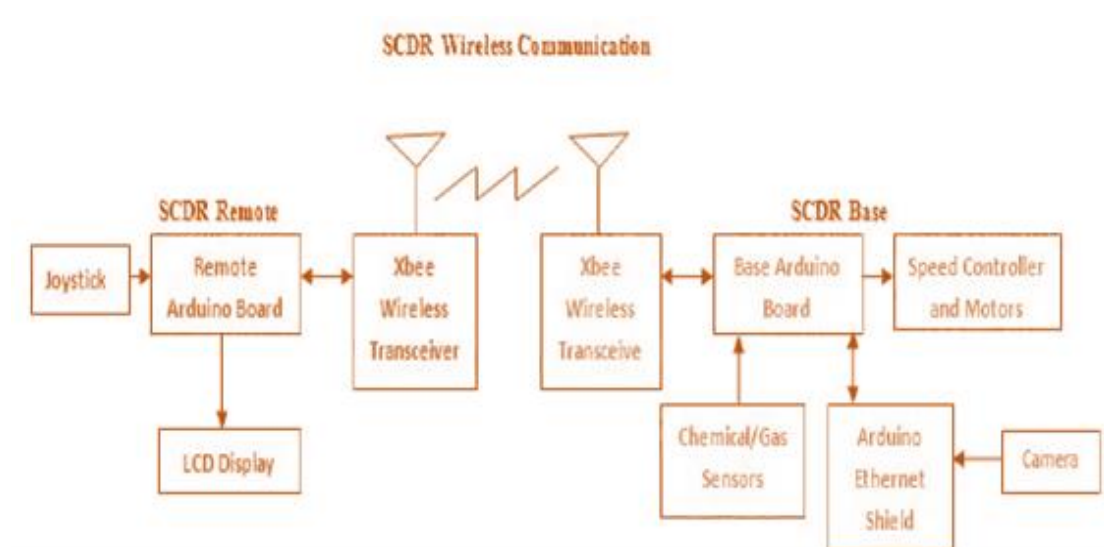 SCDR Wireless Communication
SCDR Remote
SCDR Base
Joystick
Remote
Arduino Board
Xbee
Wireless
Transceiver
Xbee
Wireless
Transceive
Base Arduino
Board
Speed Controller
and Motors
LCD Display
Chemical/Gas
Sensors
Arduino
Ethernet
Shield
Camera